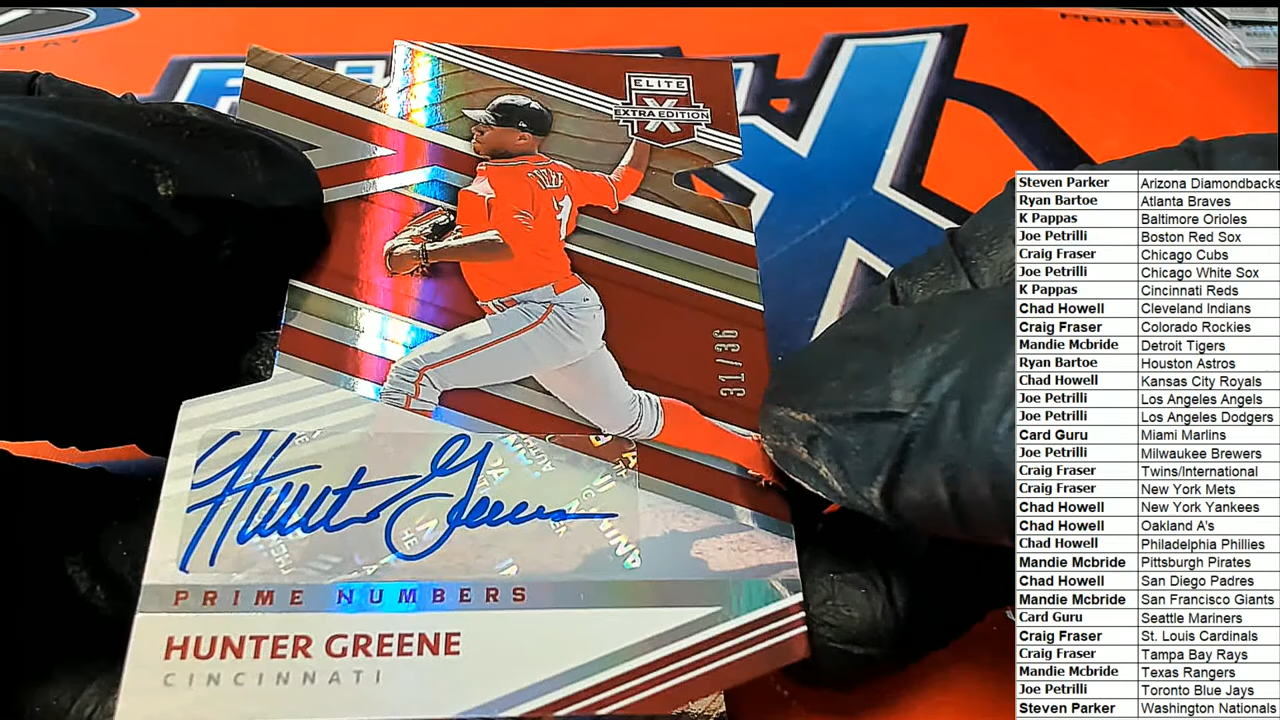 ELITE
EXTRA EDITION
X
31/36
Hunter Greene
PRIME NUMBERS
HUNTER GREENE
CINCINNATI
Steven Parker Arizona Diamondbacks
Ryan Bartoe Atlanta Braves
K Pappas Baltimore Orioles
Joe Petrilli Boston Red Sox
Craig Fraser Chicago Cubs
Joe Petrilli Chicago White Sox
K Pappas Cincinnati Reds
Chad Howell Cleveland Indians
Craig Fraser Colorado Rockies
Mandie Mcbride Detroit Tigers
Ryan Bartoe Houston Astros
Chad Howell Kansas City Royals
Joe Petrilli Los Angeles Angels
Joe Petrilli Los Angeles Dodgers
Card Guru Miami Marlins
Joe Petrilli Milwaukee Brewers
Craig Fraser Twins/International
Craig Fraser New York Mets
Chad Howell New York Yankees
Chad Howell Oakland A's
Chad Howell Philadelphia Phillies
Mandie Mcbride Pittsburgh Pirates
Chad Howell San Diego Padres
Mandie Mcbride San Francisco Giants
Card Guru Seattle Mariners
Craig Fraser St. Louis Cardinals
Craig Fraser Tampa Bay Rays
Mandie Mcbride Texas Rangers
Joe Petrilli Toronto Blue Jays
Steven Parker Washington Nationals